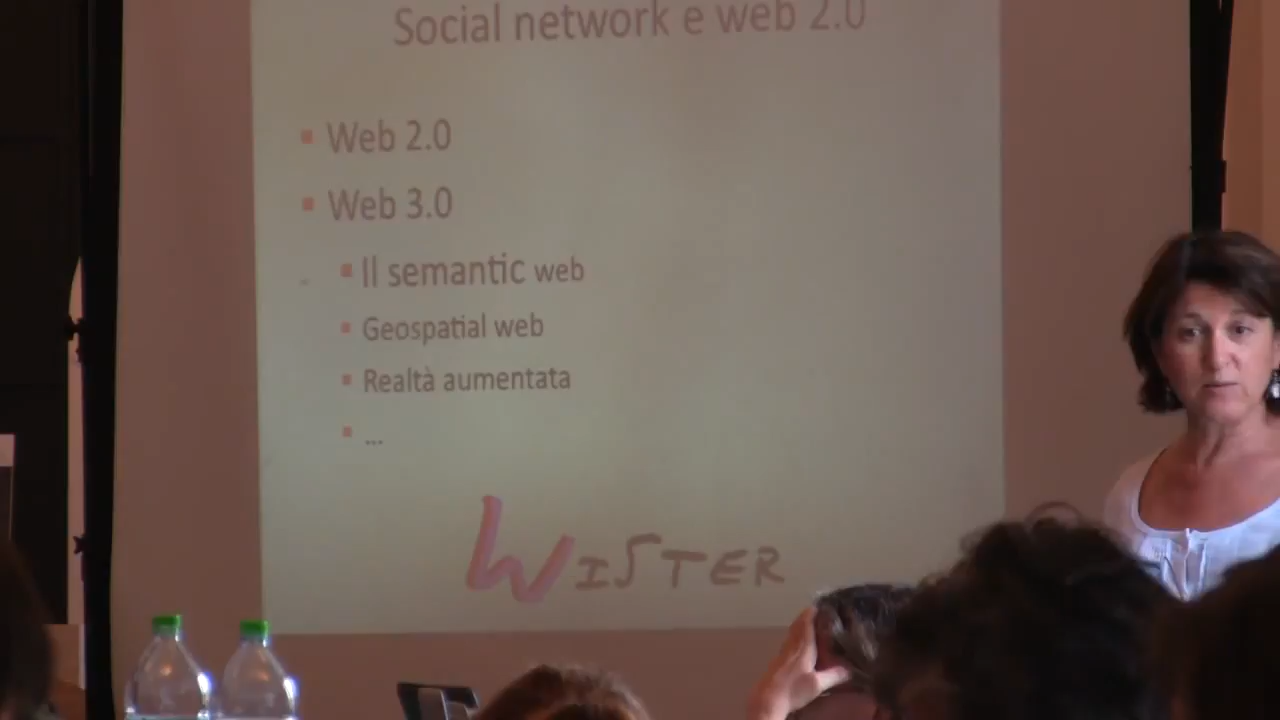 Social network e web 2.0
Web 2.0
Web 3.0
Il semantic web
Geospatial web
Realtà aumentata
...
WISTER